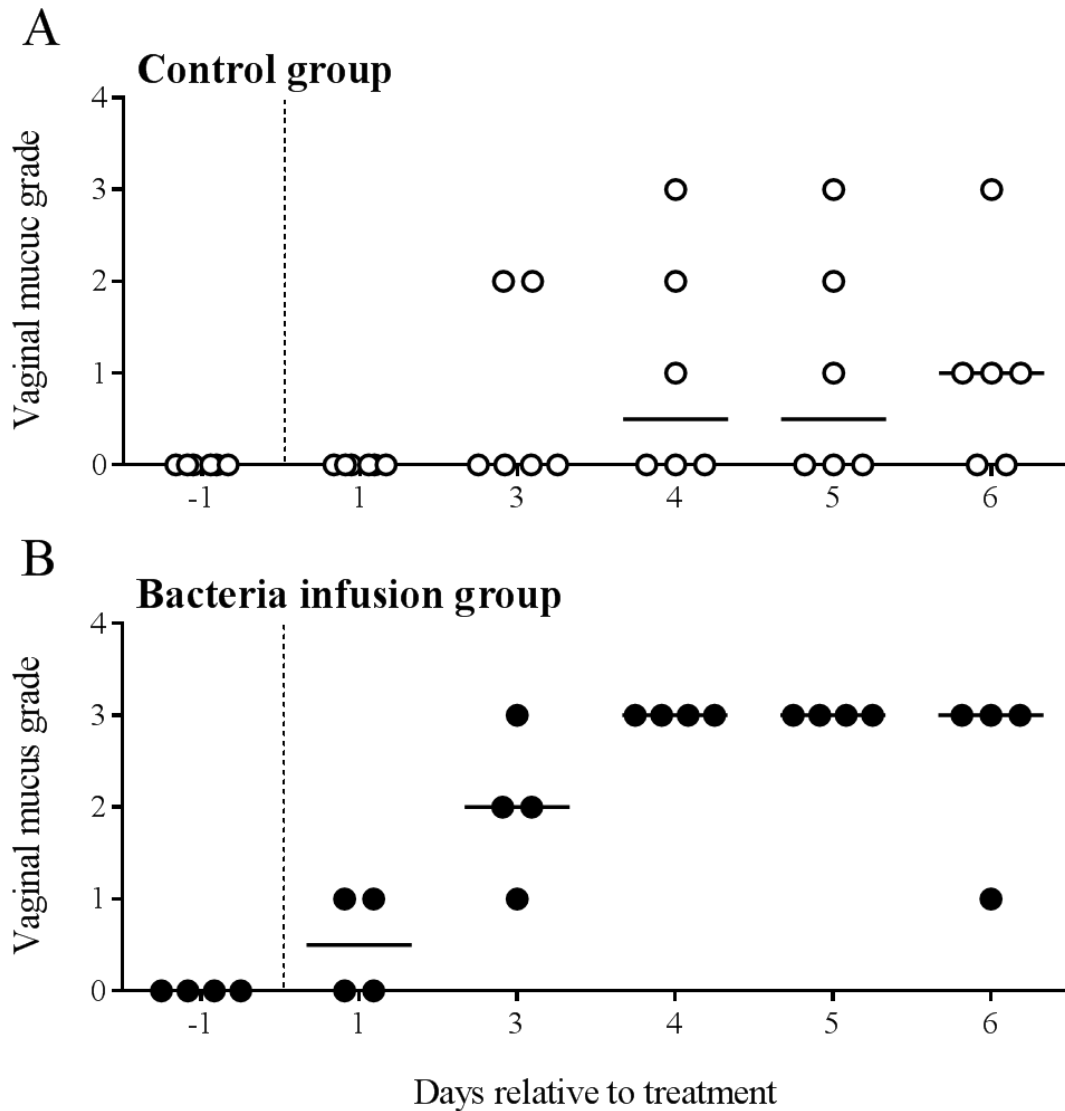 A
Control group
Vaginal mucuc grade
4
3
2
1
0
-1 1 3 4 5 6
B
Bacteria infusion group
Vaginal mucus grade
4
3
2
1
0
-1 1 3 4 5 6
Days relative to treatment